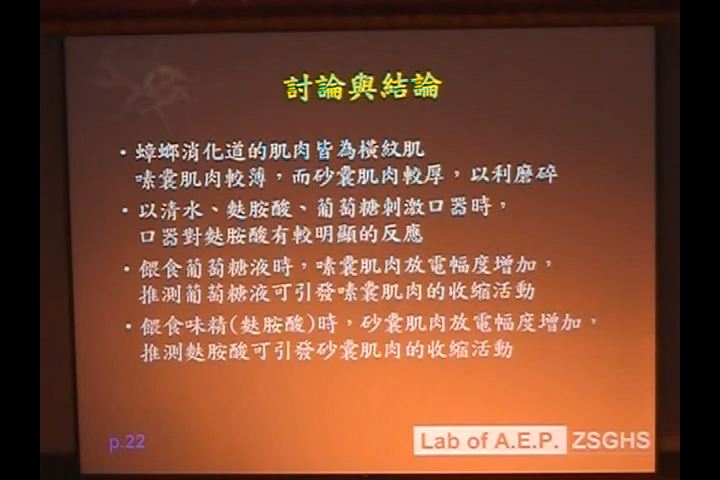 討論與結論
・蟑螂消化道的肌肉皆為橫紋肌
嗉囊肌肉較薄，而砂囊肌肉較厚，以利磨碎
・以清水、麩胺酸、葡萄糖刺激口器時，
口器對麩胺酸有較明顯的反應
・餵食葡萄糖液時，嗉囊肌肉放電幅度增加，
推測葡萄糖液可引發嗉囊肌肉的收縮活動
・餵食味精(麩胺酸)時，砂囊肌肉放電幅度增加，
推測麩胺酸可引發砂囊肌肉的收縮活動
p.22
Lab of A.E.P. ZSGHS